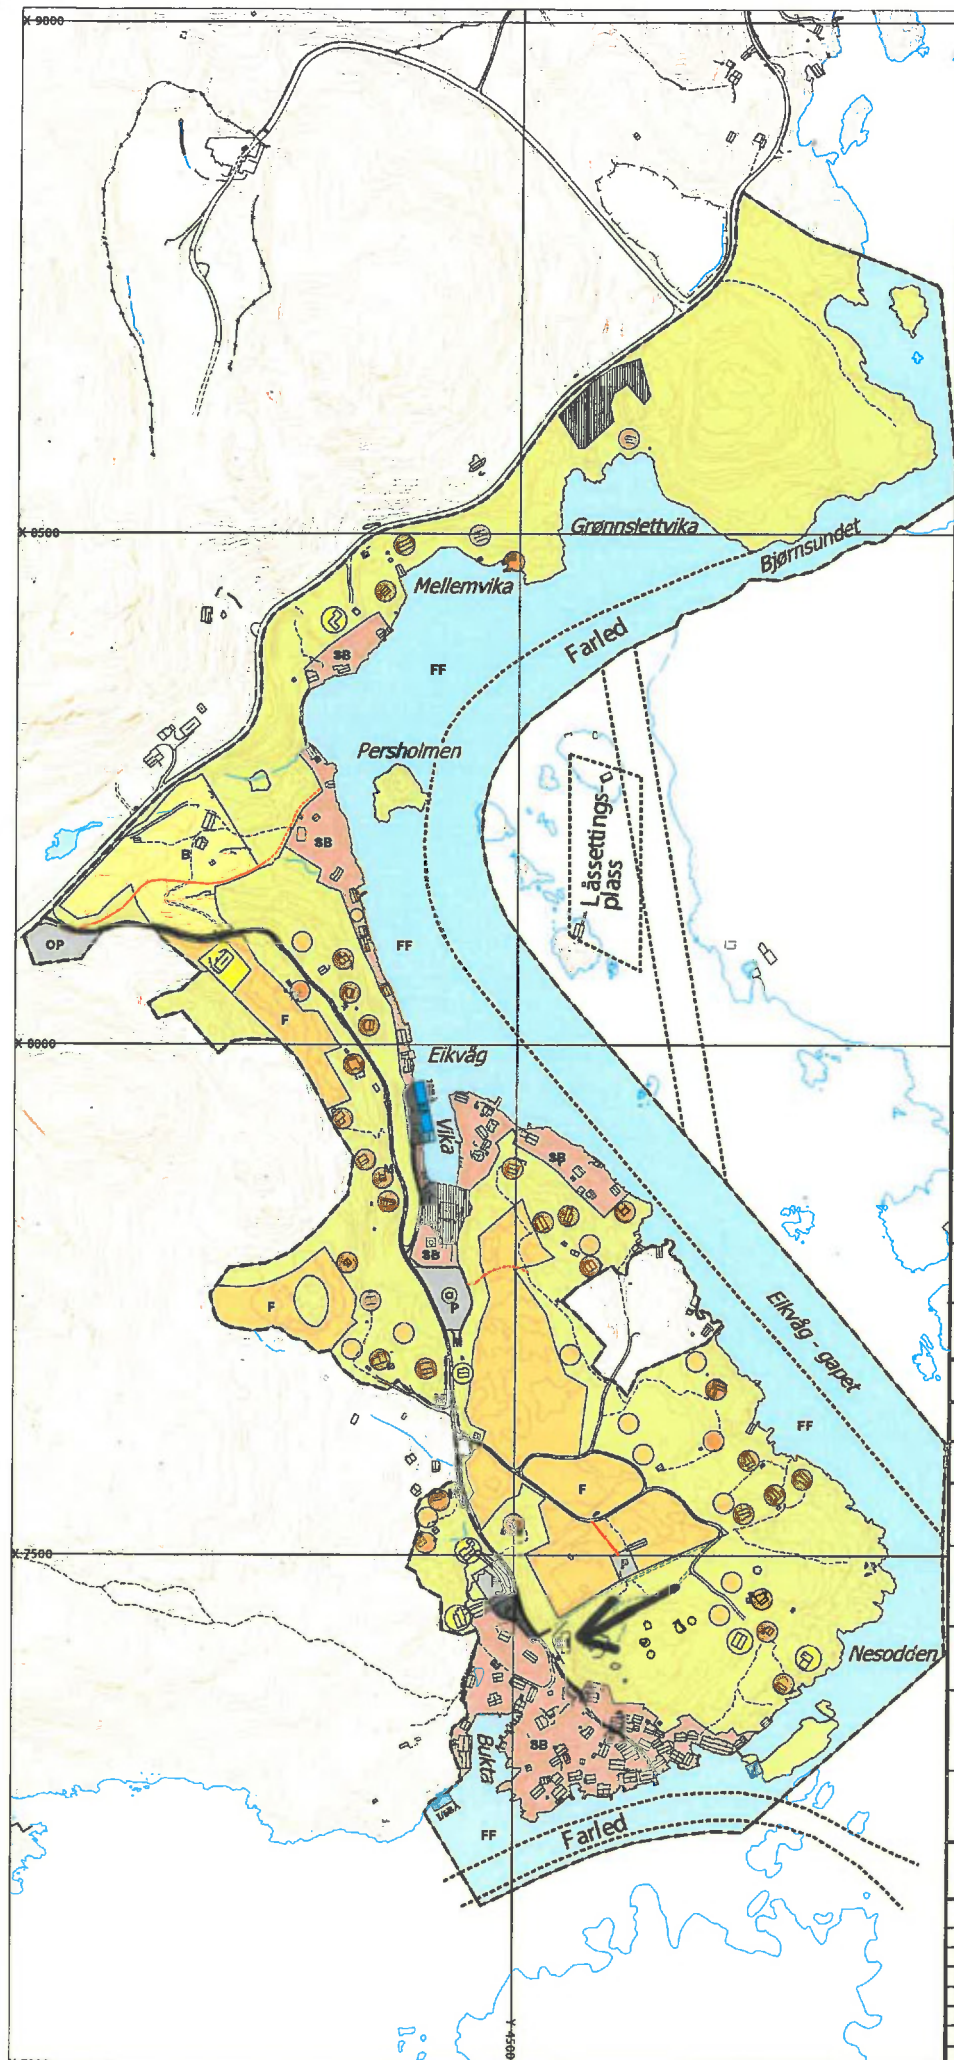 X 9000
X 8500
Grønnslettvika
Bjørnsundet
Mellemvika
Farled
SB
FF
Persholmen
Låssettings-
plass
SB
B
OP
FF
F
X 8000
Eikvåg
Vika
SB
M
SB
P
F
Eikvåg - gapet
FF
F
X 7500
P
Nesodden
Bukta
SB
FF
Farled
Y 4500